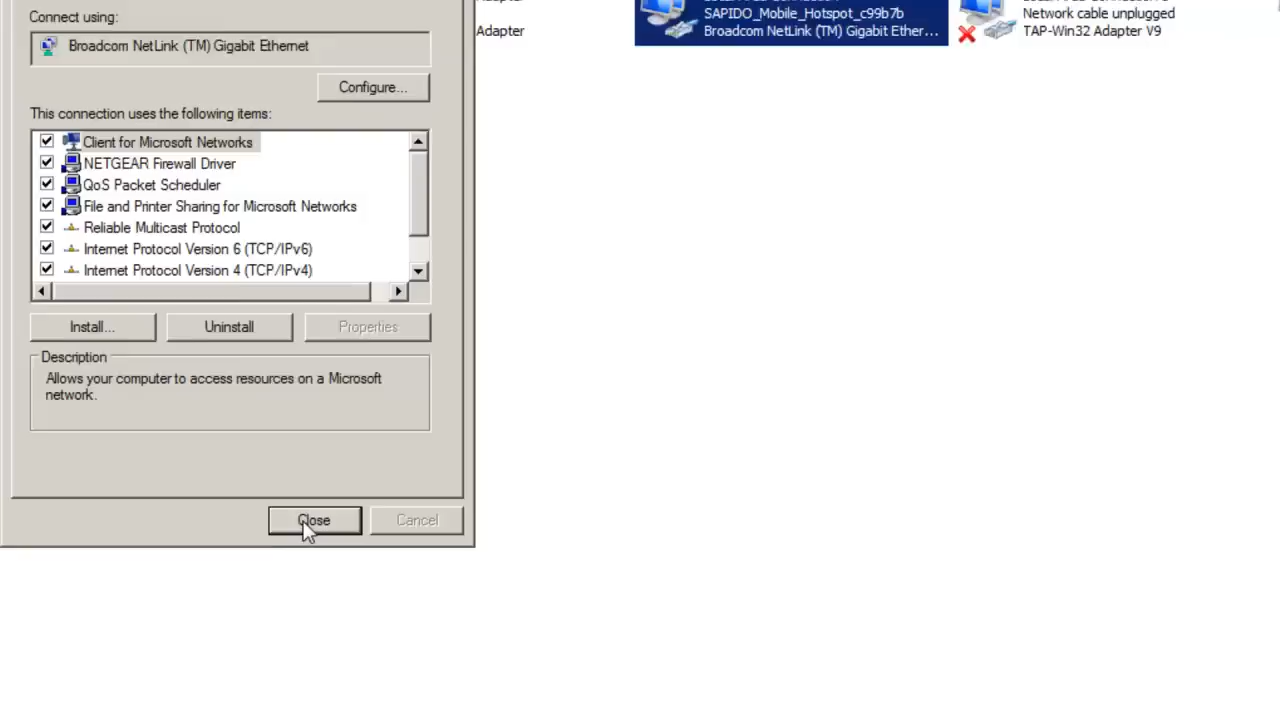 Connect using:
Broadcom NetLink (TM) Gigabit Ethernet
Configure...
This connection uses the following items:
Client for Microsoft Networks
NETGEAR Firewall Driver
QoS Packet Scheduler
File and Printer Sharing for Microsoft Networks
Reliable Multicast Protocol
Internet Protocol Version 6 (TCP/IPv6)
Internet Protocol Version 4 (TCP/IPv4)
Install...
Uninstall
Properties
Description
Allows your computer to access resources on a Microsoft
network.
Close
Cancel
Adapter
SAPIDO_Mobile_Hotspot_c99b7b
Broadcom NetLink (TM) Gigabit Ether...
Network cable unplugged
TAP-Win32 Adapter V9